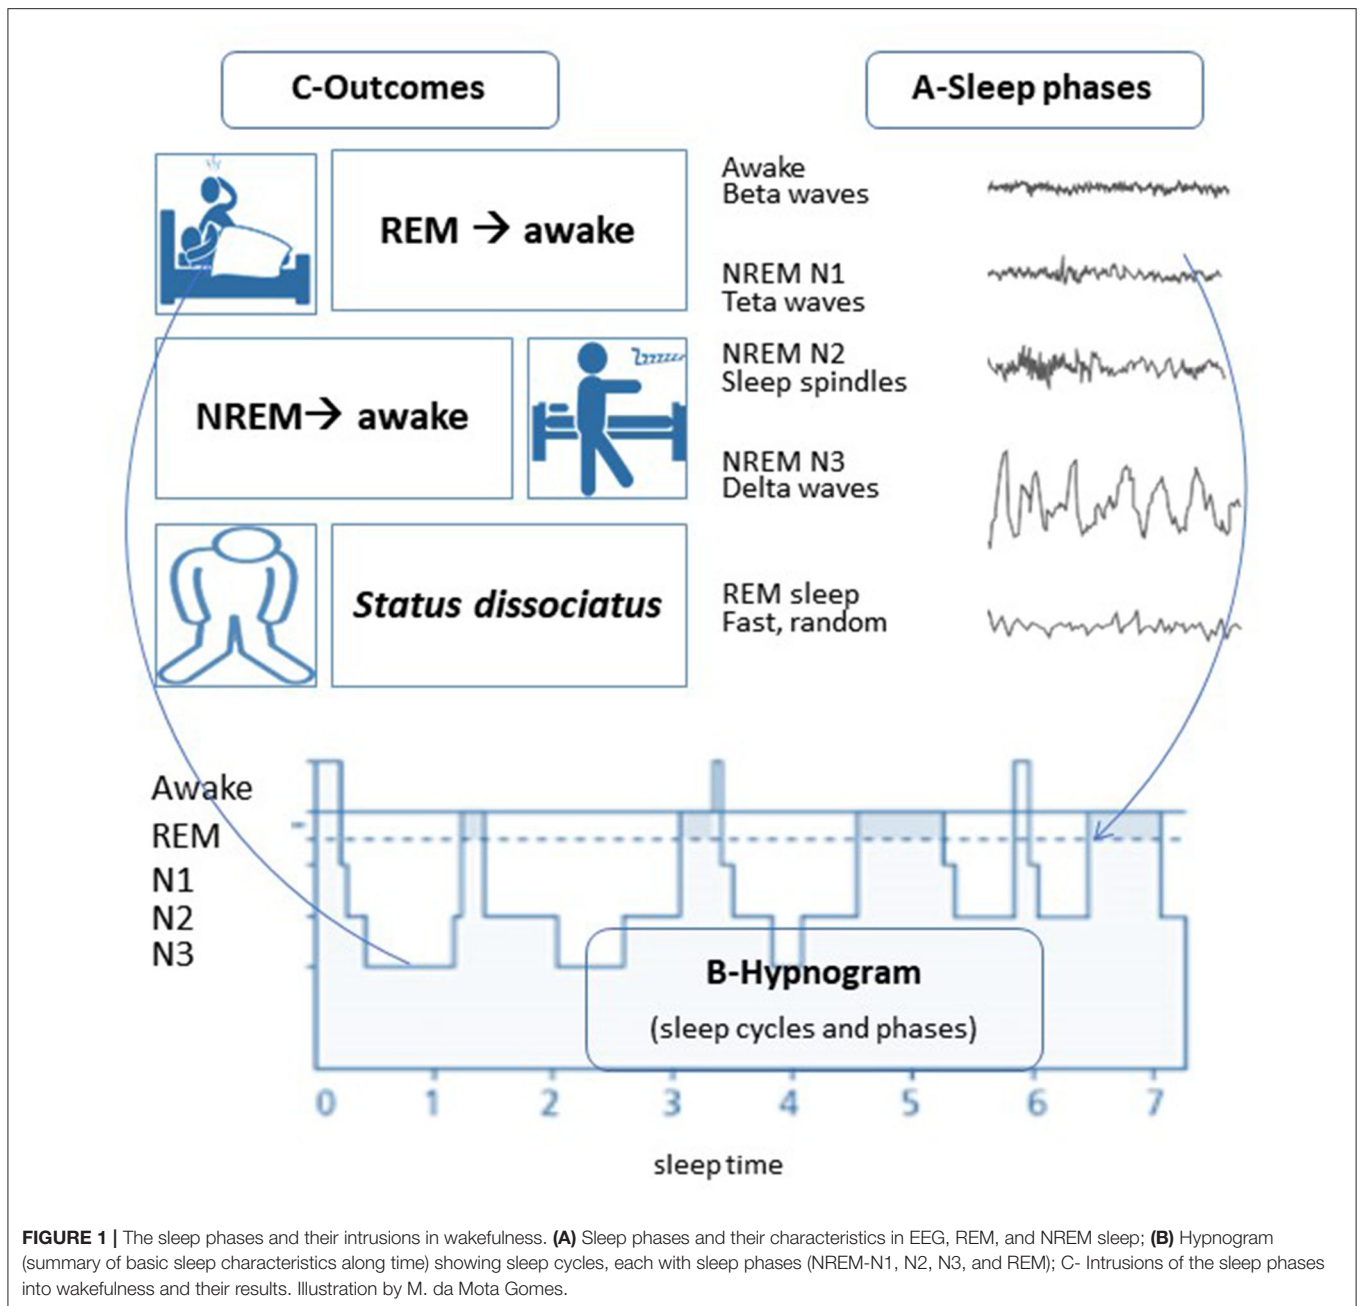 C-Outcomes
A-Sleep phases
REM → awake
NREM→ awake
Zzzzzzz
Status dissociatus
Awake
Beta waves
NREM N1
Teta waves
NREM N2
Sleep spindles
NREM N3
Delta waves
REM sleep
Fast, random
Awake
REM
N1
N2
N3
B-Hypnogram
(sleep cycles and phases)
0 1 2 3 4 5 6 7
sleep time
FIGURE 1 | The sleep phases and their intrusions in wakefulness. (A) Sleep phases and their characteristics in EEG, REM, and NREM sleep; (B) Hypnogram
(summary of basic sleep characteristics along time) showing sleep cycles, each with sleep phases (NREM-N1, N2, N3, and REM); C- Intrusions of the sleep phases
into wakefulness and their results. Illustration by M. da Mota Gomes.